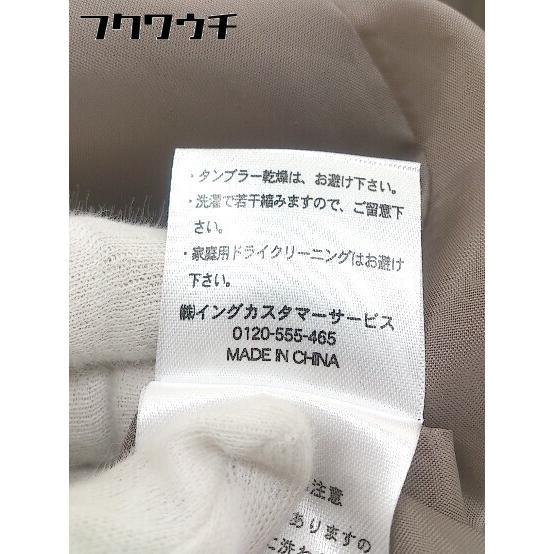 フクワウチ
・タンブラー乾燥は、お避け下さい。
・洗濯で若干縮みますので、ご留意下
さい。
・家庭用ドライクリーニングはお避け
下さい。
㈱イングカスタマーサービス
0120-555-465
MADE IN CHINA
注意
ありますの
に洗わ